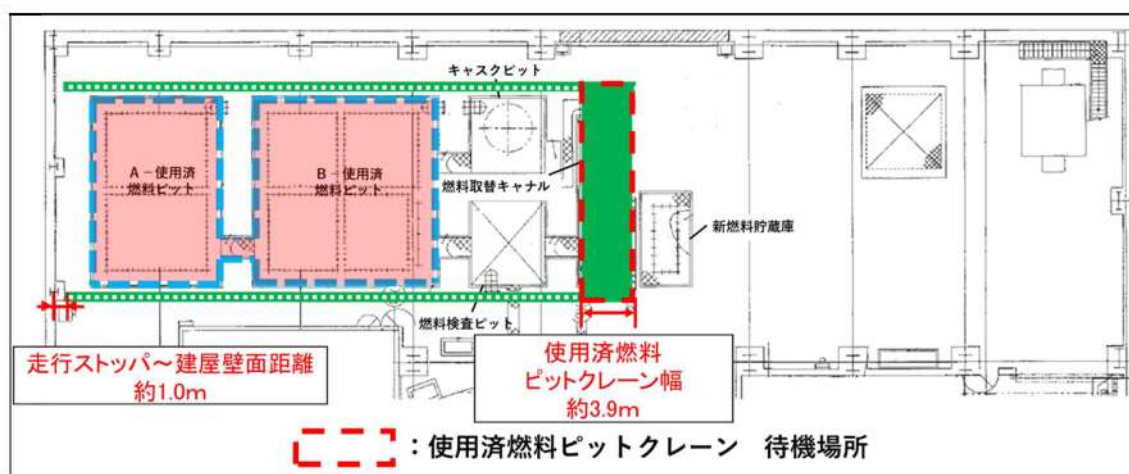 キャスクピット
A－使用済
燃料ピット
B－使用済
燃料ピット
燃料取替キャナル
新燃料貯蔵庫
燃料検査ピット
走行ストッパ～建屋壁面距離
約1.0m
使用済燃料
ピットクレーン幅
約3.9m
：使用済燃料ピットクレーン　待機場所